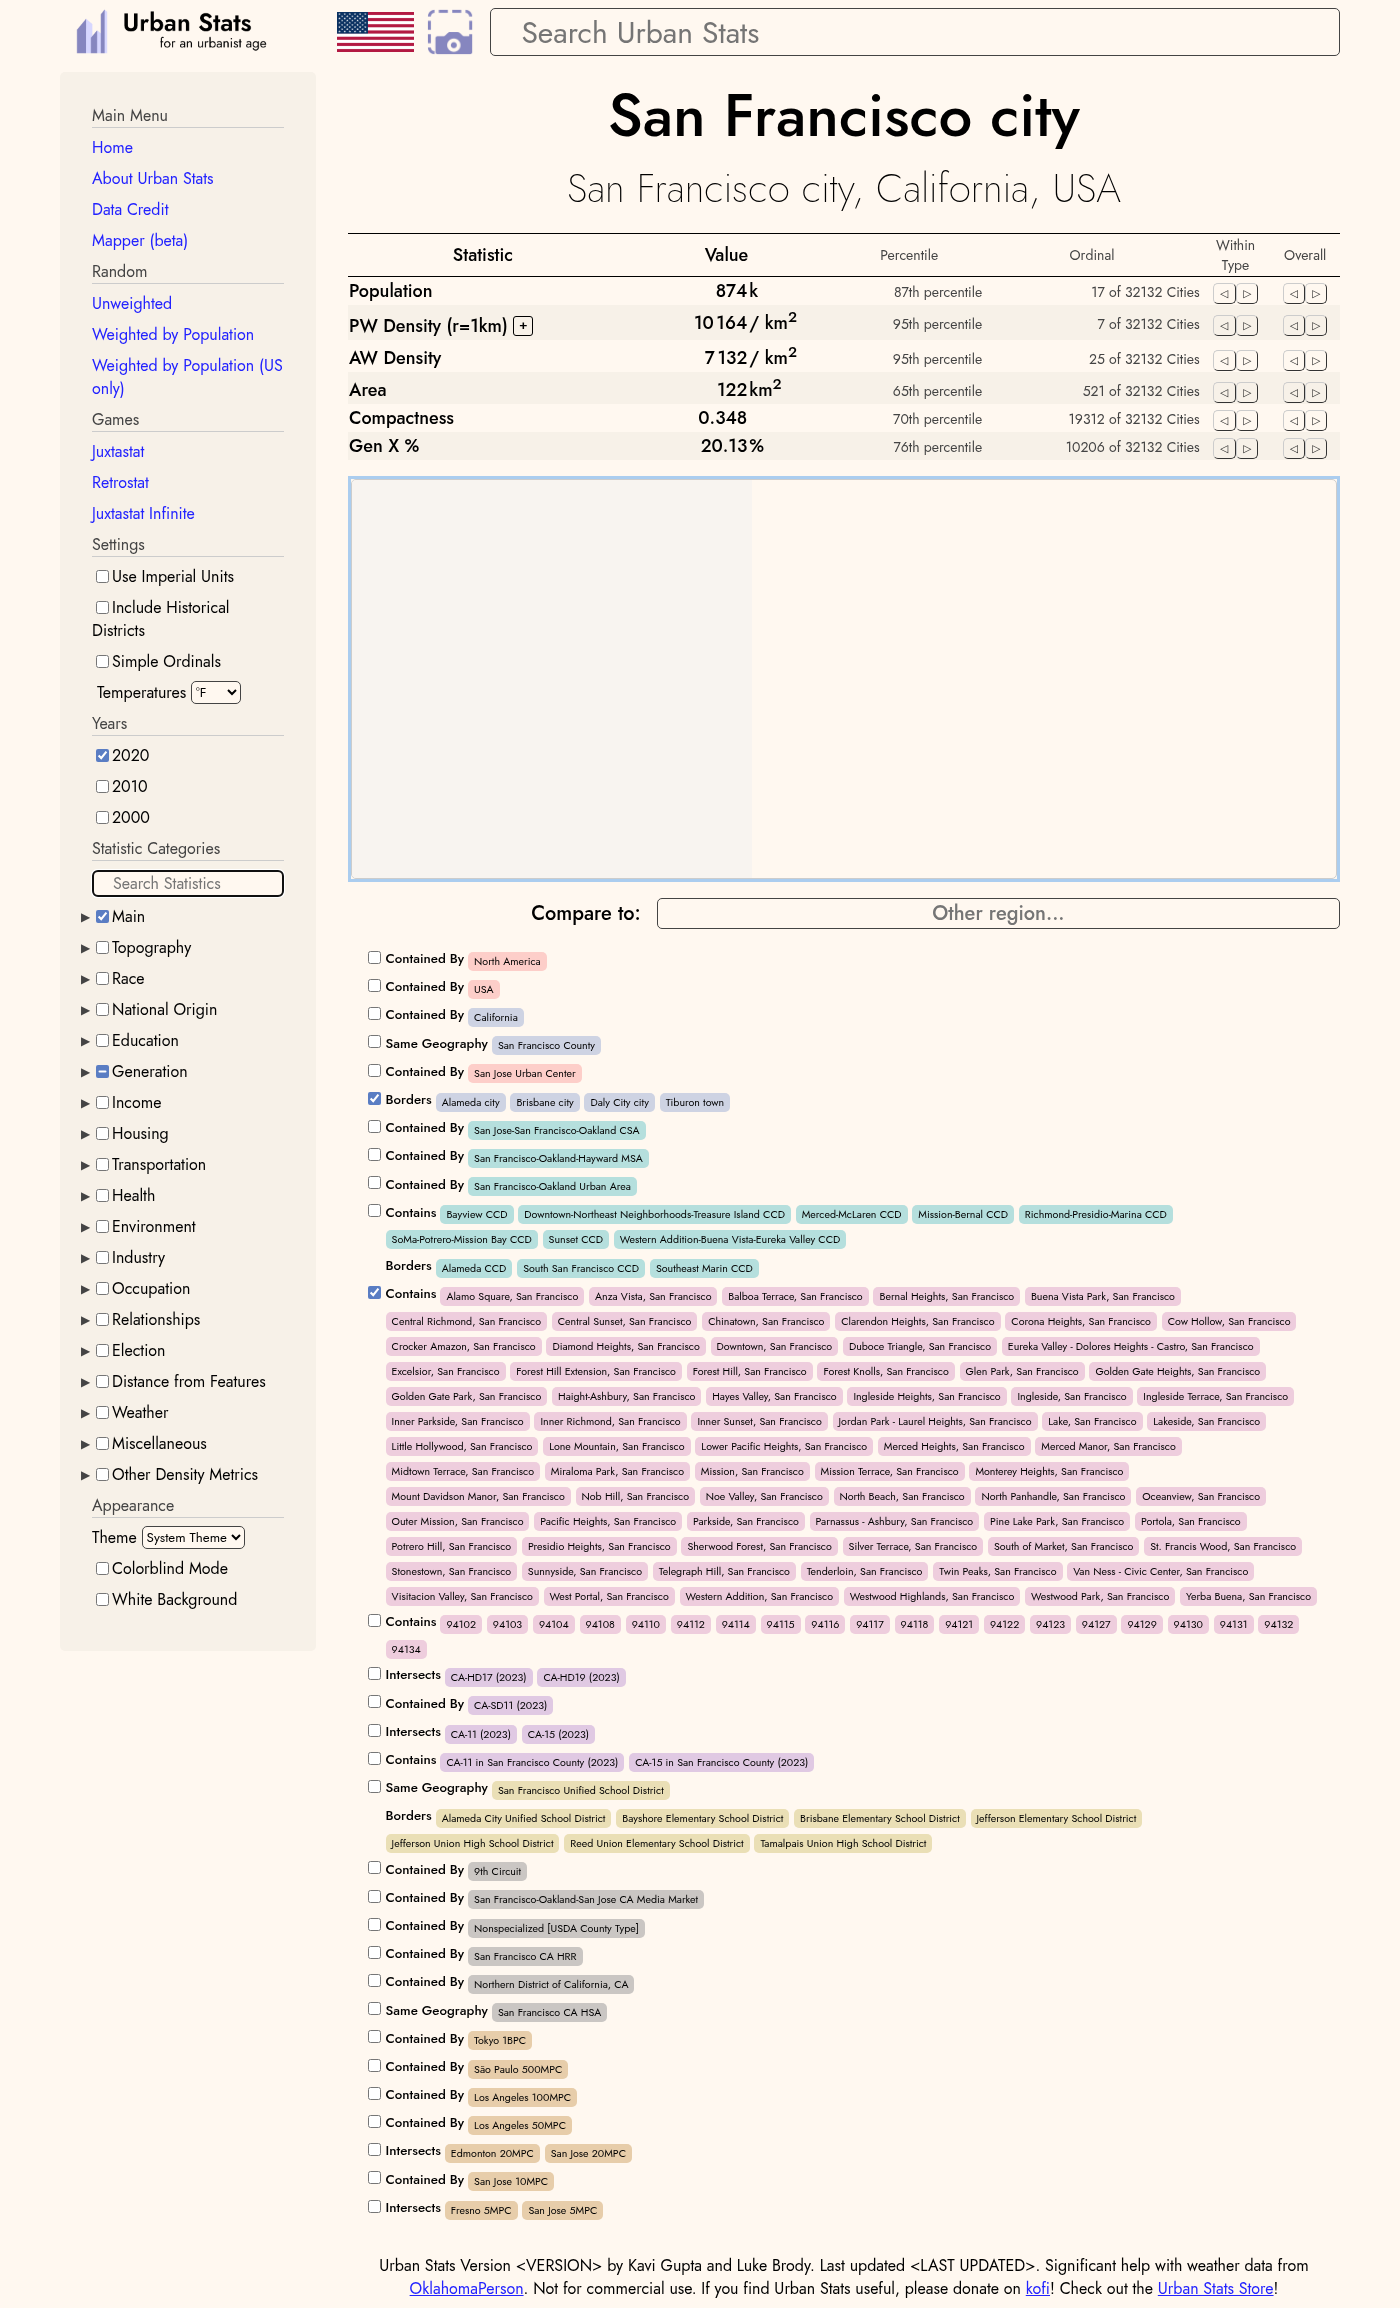 Urban Stats
for an urbanist age
Search Urban Stats
Main Menu
Home
About Urban Stats
Data Credit
Mapper (beta)
Random
Unweighted
Weighted by Population
Weighted by Population (US
only)
Games
Juxtastat
Retrostat
Juxtastat Infinite
Settings
Use Imperial Units
Include Historical
Districts
Simple Ordinals
Temperatures °F
Years
2020
2010
2000
Statistic Categories
Search Statistics
Main
Topography
Race
National Origin
Education
Generation
Income
Housing
Transportation
Health
Environment
Industry
Occupation
Relationships
Election
Distance from Features
Weather
Miscellaneous
Other Density Metrics
Appearance
Theme System Theme
Colorblind Mode
White Background
San Francisco city
San Francisco city, California, USA
Statistic Value Percentile Ordinal Within Type Overall
Population 874 k 87th percentile 17 of 32132 Cities
PW Density (r=1km) + 10 164 / km2 95th percentile 7 of 32132 Cities
AW Density 7 132 / km2 95th percentile 25 of 32132 Cities
Area 122 km2 65th percentile 521 of 32132 Cities
Compactness 0.348 70th percentile 19312 of 32132 Cities
Gen X % 20.13 % 76th percentile 10206 of 32132 Cities
Compare to: Other region...
Contained By North America
Contained By USA
Contained By California
Same Geography San Francisco County
Contained By San Jose Urban Center
Borders Alameda city Brisbane city Daly City city Tiburon town
Contained By San Jose-San Francisco-Oakland CSA
Contained By San Francisco-Oakland-Hayward MSA
Contained By San Francisco-Oakland Urban Area
Contains Bayview CCD Downtown-Northeast Neighborhoods-Treasure Island CCD Merced-McLaren CCD Mission-Bernal CCD Richmond-Presidio-Marina CCD
SoMa-Potrero-Mission Bay CCD Sunset CCD Western Addition-Buena Vista-Eureka Valley CCD
Borders Alameda CCD South San Francisco CCD Southeast Marin CCD
Contains Alamo Square, San Francisco Anza Vista, San Francisco Balboa Terrace, San Francisco Bernal Heights, San Francisco Buena Vista Park, San Francisco
Central Richmond, San Francisco Central Sunset, San Francisco Chinatown, San Francisco Clarendon Heights, San Francisco Corona Heights, San Francisco Cow Hollow, San Francisco
Crocker Amazon, San Francisco Diamond Heights, San Francisco Downtown, San Francisco Duboce Triangle, San Francisco Eureka Valley - Dolores Heights - Castro, San Francisco
Excelsior, San Francisco Forest Hill Extension, San Francisco Forest Hill, San Francisco Forest Knolls, San Francisco Glen Park, San Francisco Golden Gate Heights, San Francisco
Golden Gate Park, San Francisco Haight-Ashbury, San Francisco Hayes Valley, San Francisco Ingleside Heights, San Francisco Ingleside, San Francisco Ingleside Terrace, San Francisco
Inner Parkside, San Francisco Inner Richmond, San Francisco Inner Sunset, San Francisco Jordan Park - Laurel Heights, San Francisco Lake, San Francisco Lakeside, San Francisco
Little Hollywood, San Francisco Lone Mountain, San Francisco Lower Pacific Heights, San Francisco Merced Heights, San Francisco Merced Manor, San Francisco
Midtown Terrace, San Francisco Miraloma Park, San Francisco Mission, San Francisco Mission Terrace, San Francisco Monterey Heights, San Francisco
Mount Davidson Manor, San Francisco Nob Hill, San Francisco Noe Valley, San Francisco North Beach, San Francisco North Panhandle, San Francisco Oceanview, San Francisco
Outer Mission, San Francisco Pacific Heights, San Francisco Parkside, San Francisco Parnassus - Ashbury, San Francisco Pine Lake Park, San Francisco Portola, San Francisco
Potrero Hill, San Francisco Presidio Heights, San Francisco Sherwood Forest, San Francisco Silver Terrace, San Francisco South of Market, San Francisco St. Francis Wood, San Francisco
Stonestown, San Francisco Sunnyside, San Francisco Telegraph Hill, San Francisco Tenderloin, San Francisco Twin Peaks, San Francisco Van Ness - Civic Center, San Francisco
Visitacion Valley, San Francisco West Portal, San Francisco Western Addition, San Francisco Westwood Highlands, San Francisco Westwood Park, San Francisco Yerba Buena, San Francisco
Contains 94102 94103 94104 94108 94110 94112 94114 94115 94116 94117 94118 94121 94122 94123 94127 94129 94130 94131 94132
94134
Intersects CA-HD17 (2023) CA-HD19 (2023)
Contained By CA-SD11 (2023)
Intersects CA-11 (2023) CA-15 (2023)
Contains CA-11 in San Francisco County (2023) CA-15 in San Francisco County (2023)
Same Geography San Francisco Unified School District
Borders Alameda City Unified School District Bayshore Elementary School District Brisbane Elementary School District Jefferson Elementary School District
Jefferson Union High School District Reed Union Elementary School District Tamalpais Union High School District
Contained By 9th Circuit
Contained By San Francisco-Oakland-San Jose CA Media Market
Contained By Nonspecialized [USDA County Type]
Contained By San Francisco CA HRR
Contained By Northern District of California, CA
Same Geography San Francisco CA HSA
Contained By Tokyo 1BPC
Contained By São Paulo 500MPC
Contained By Los Angeles 100MPC
Contained By Los Angeles 50MPC
Intersects Edmonton 20MPC San Jose 20MPC
Contained By San Jose 10MPC
Intersects Fresno 5MPC San Jose 5MPC
Urban Stats Version <VERSION> by Kavi Gupta and Luke Brody. Last updated <LAST UPDATED>. Significant help with weather data from
OklahomaPerson. Not for commercial use. If you find Urban Stats useful, please donate on kofi! Check out the Urban Stats Store!